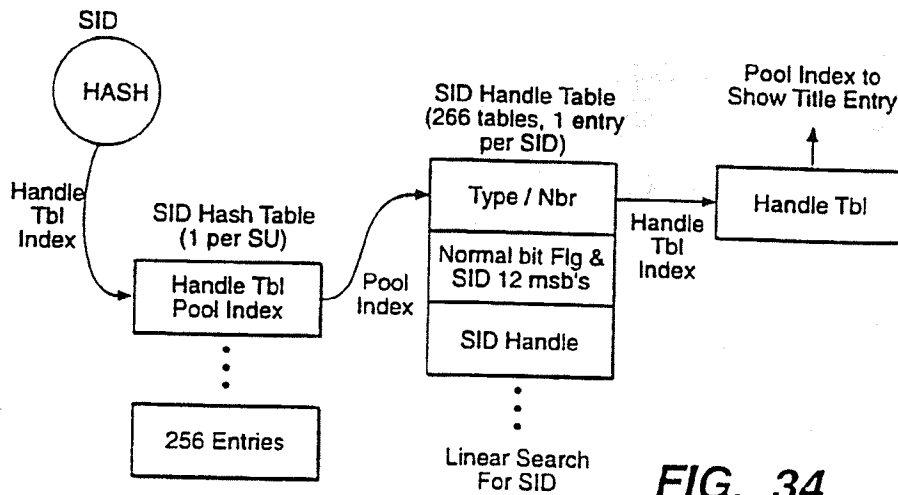 SID
HASH
Handle
Tbl
Index
SID Hash Table
(1 per SU)
Handle Tbl
Pool Index
256 Entries
Pool
Index
SID Handle Table
(266 tables, 1 entry
per SID)
Type / Nbr
Normal bit Flg &
SID 12 msb's
SID Handle
Linear Search
For SID
Handle
Tbl
Index
Pool Index to
Show Title Entry
Handle Tbl
FIG. 34